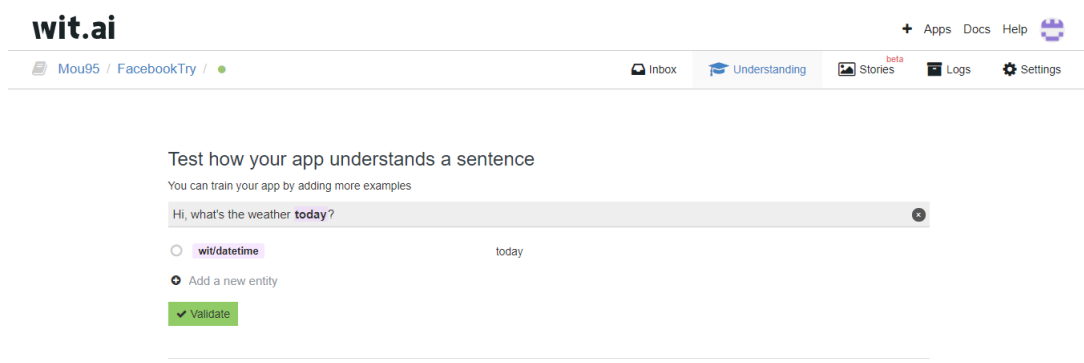 wit.ai
+ Apps Docs Help
Mou95 / FacebookTry /
Inbox Understanding Stories beta Logs Settings
Test how your app understands a sentence
You can train your app by adding more examples
Hi, what's the weather today?
wit/datetime today
Add a new entity
Validate